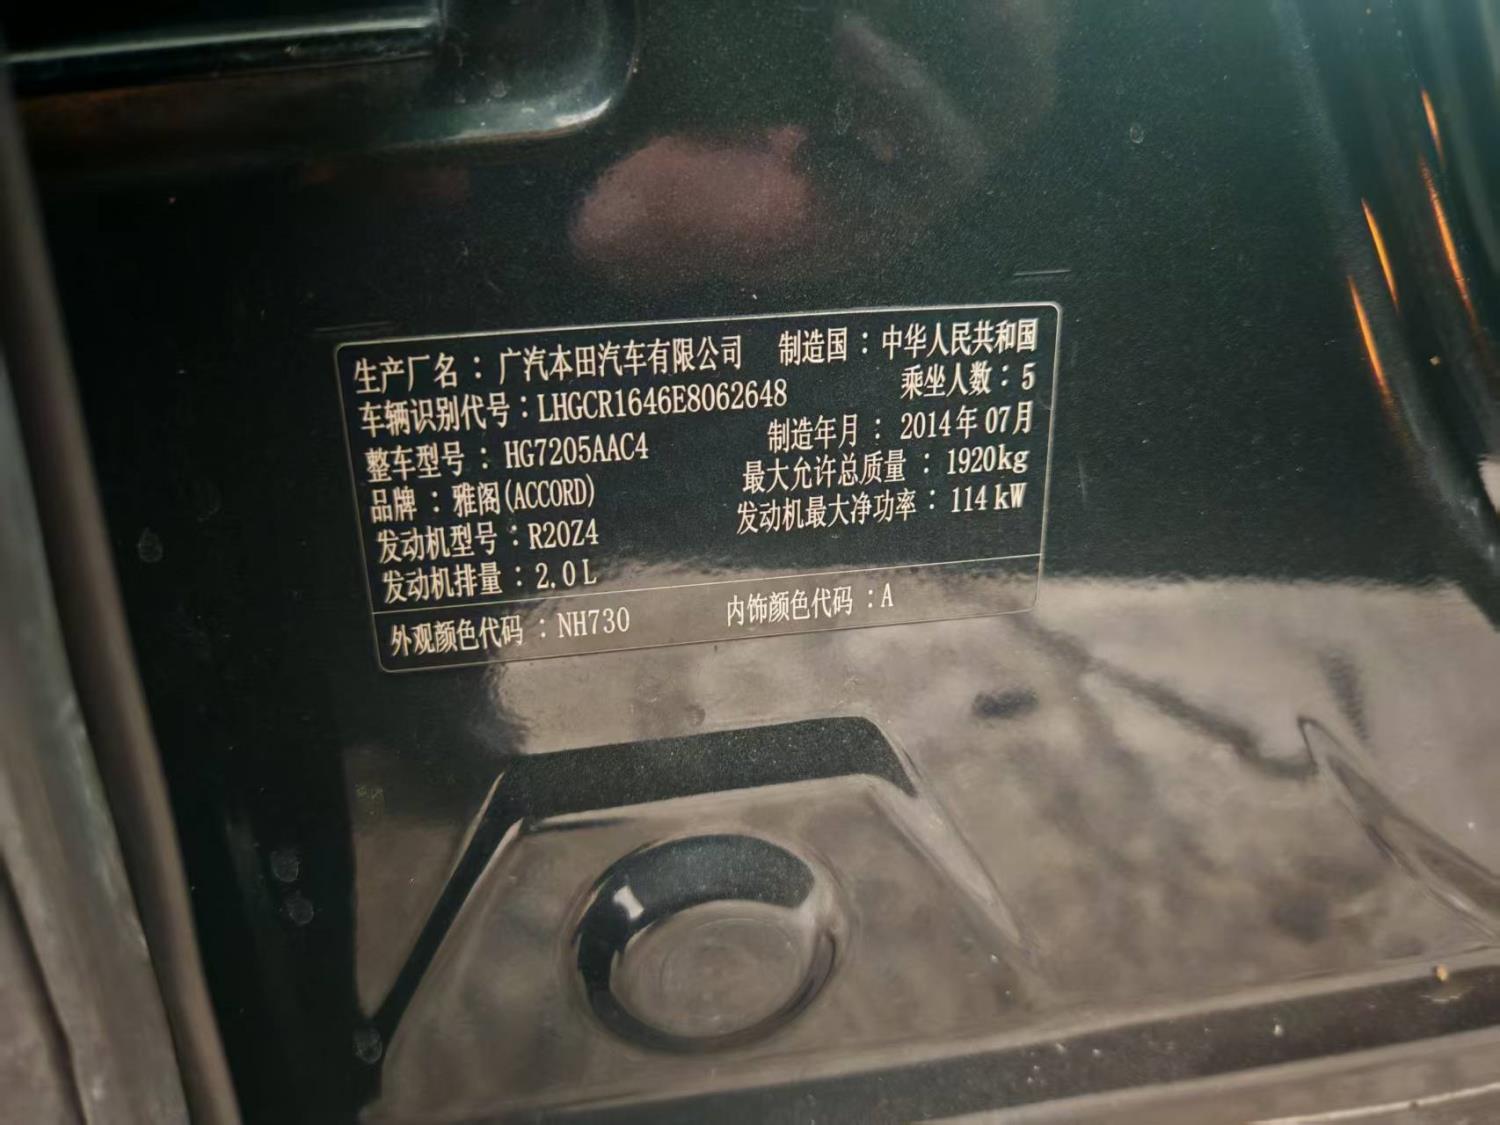 生产厂名：广汽本田汽车有限公司 制造国：中华人民共和国
车辆识别代号：LHGCR1646E8062648 乘坐人数：5
整车型号：HG7205AAC4 制造年月：2014年07月
品牌：雅阁(ACCORD) 最大允许总质量：1920kg
发动机型号：R20Z4 发动机最大净功率：114kW
发动机排量：2.0L
外观颜色代码：NH730 内饰颜色代码：A